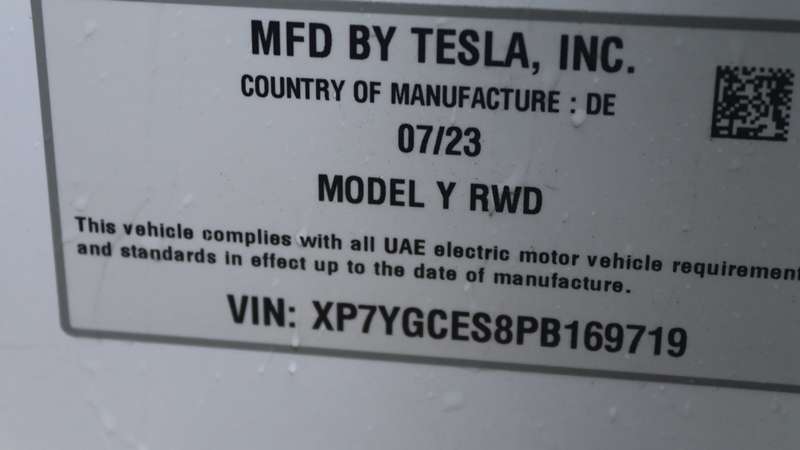 MFD BY TESLA, INC.
COUNTRY OF MANUFACTURE : DE
07/23
MODEL Y RWD
This vehicle complies with all UAE electric motor vehicle requiremen
and standards in effect up to the date of manufacture.
VIN: XP7YGCES8PB169719